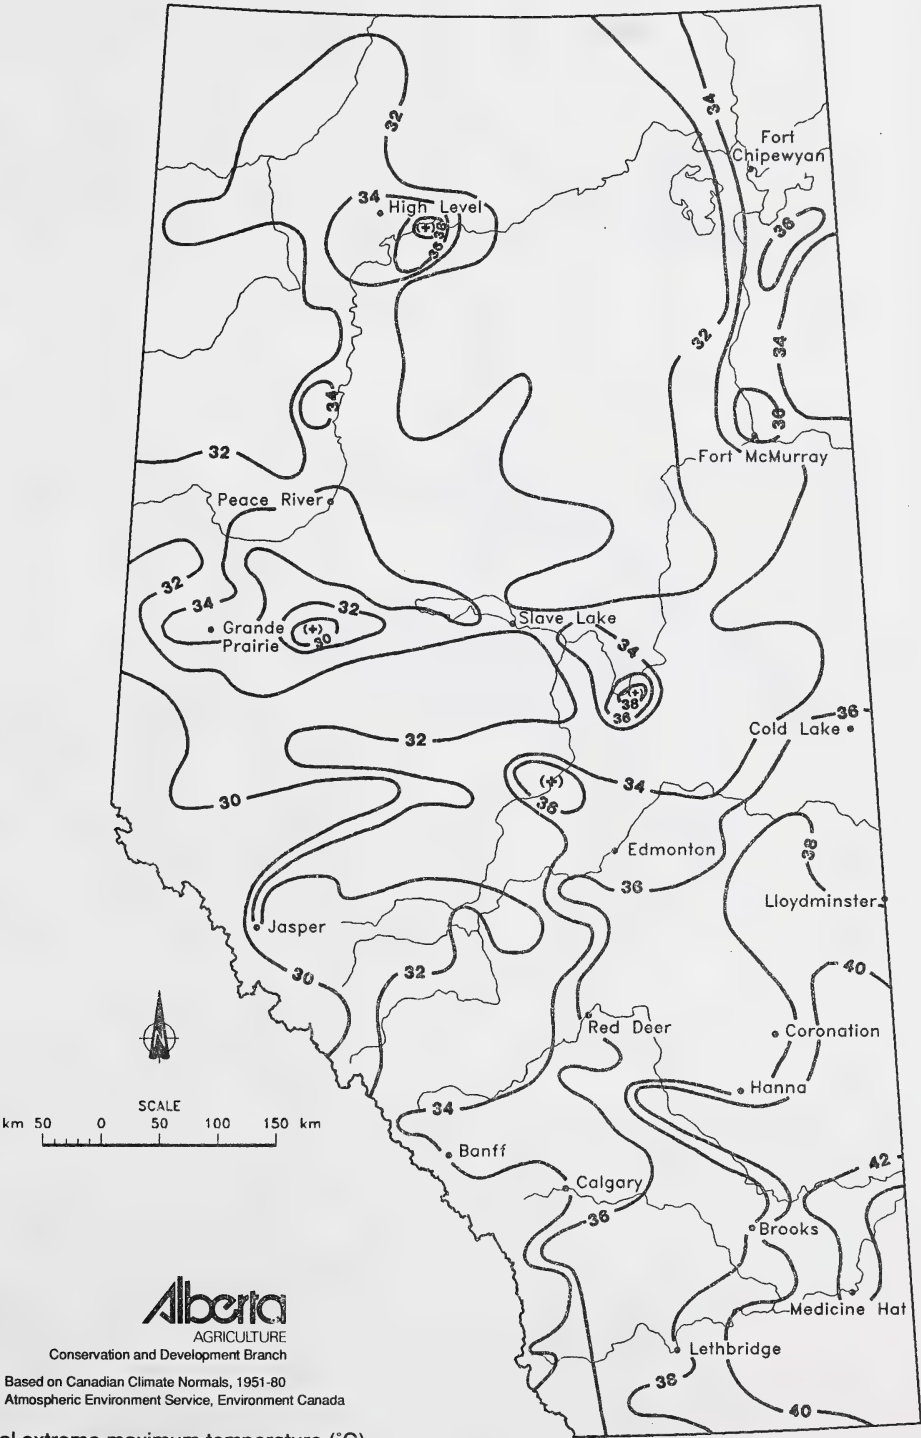 32
34
Fort
Chipewyan
34
High Level
(+)
38
36
36
32
34
34
36
32
Fort McMurray
Peace River
32
34
32
Grande
Prairie
(+)
30
Slave Lake
34
(+)
38
36
36
Cold Lake
32
34
(+)
36
30
Edmonton
38
36
Lloydminster
Jasper
30
32
40
Red Deer
Coronation
Hanna
SCALE
km 50 0 50 100 150 km
34
Banff
42
Calgary
36
Brooks
Medicine Hat
Lethbridge
38
40
Alberta
AGRICULTURE
Conservation and Development Branch
Based on Canadian Climate Normals, 1951-80
Atmospheric Environment Service, Environment Canada
extreme maximum temperature (°C)